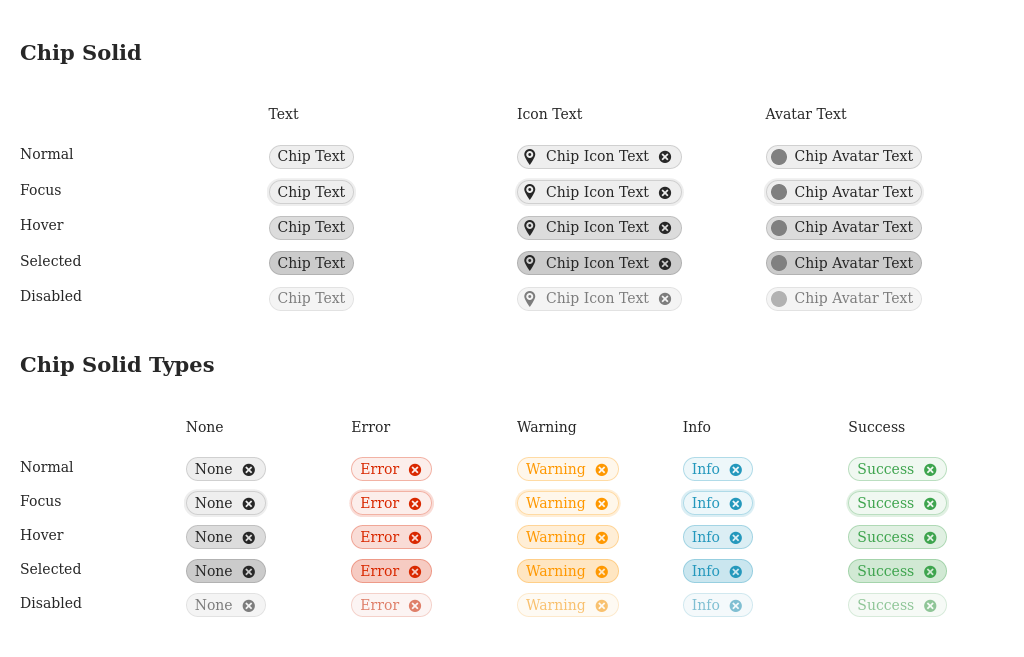 Chip Solid
Text Icon Text Avatar Text
Normal Chip Text Chip Icon Text Chip Avatar Text
Focus Chip Text Chip Icon Text Chip Avatar Text
Hover Chip Text Chip Icon Text Chip Avatar Text
Selected Chip Text Chip Icon Text Chip Avatar Text
Disabled Chip Text Chip Icon Text Chip Avatar Text
Chip Solid Types
None Error Warning Info Success
Normal None Error Warning Info Success
Focus None Error Warning Info Success
Hover None Error Warning Info Success
Selected None Error Warning Info Success
Disabled None Error Warning Info Success